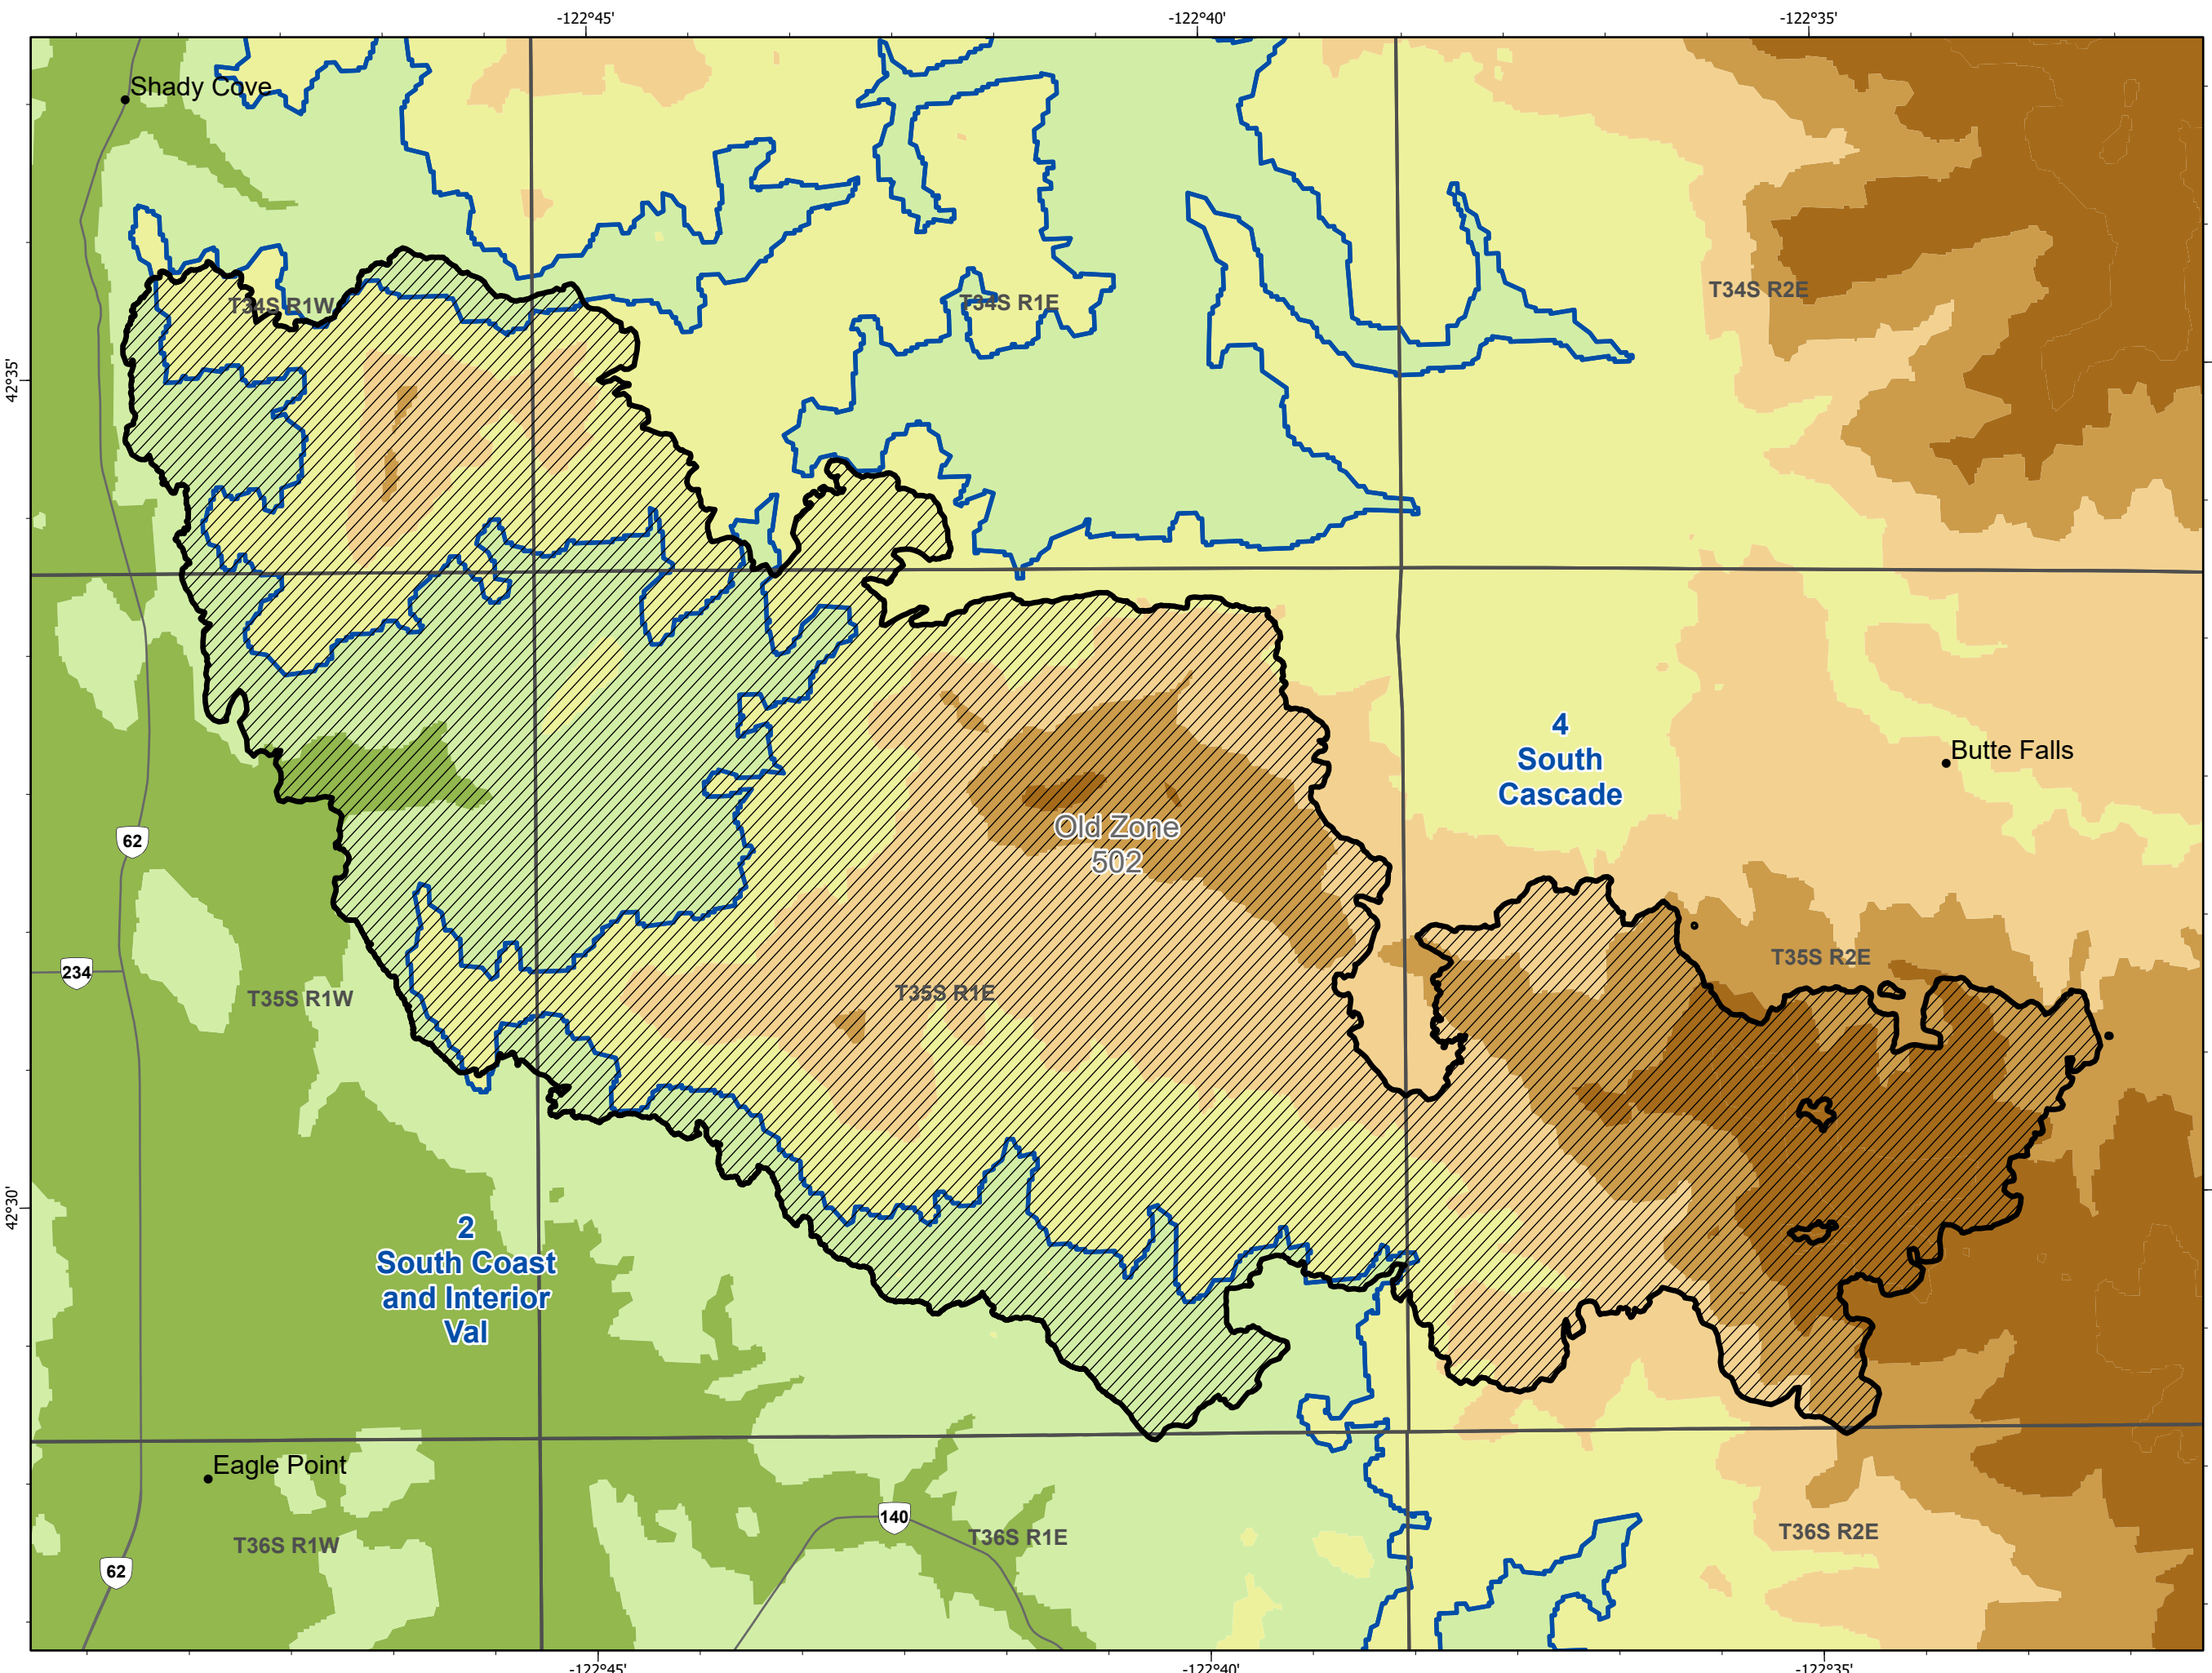 -122°45'
-122°40'
-122°35'
Shady Cove
T34S R1W
T34S R1E
T34S R2E
42°35'
4
South
Cascade
Butte Falls
Old Zone
502
62
234
T35S R1W
T35S R1E
T35S R2E
42°30'
2
South Coast
and Interior
Val
Eagle Point
T36S R1W
140
T36S R1E
T36S R2E
62
-122°45'
-122°40'
-122°35'